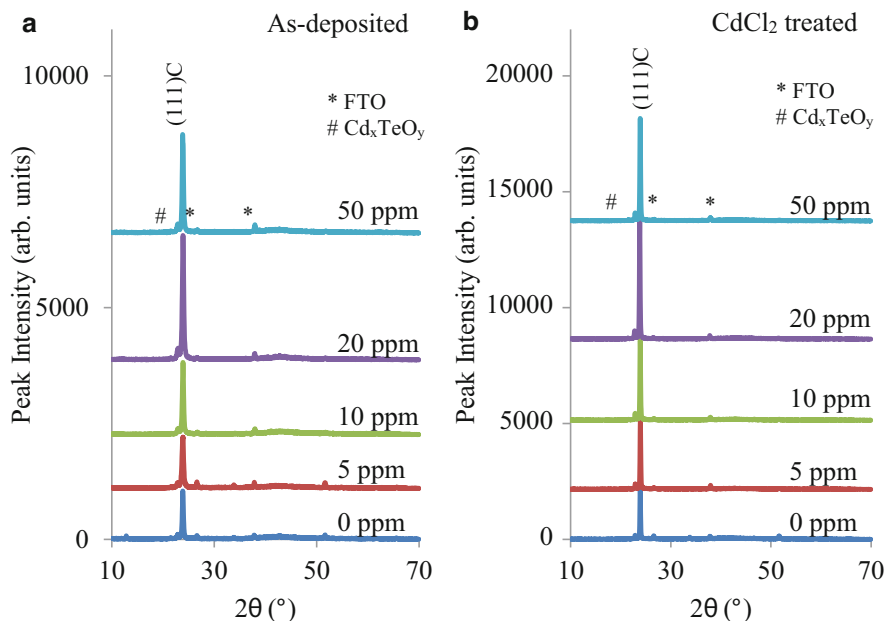 a
As-deposited
10000
(111)C
* FTO
# CdₓTeOᵧ
Peak Intensity (arb. units)
#
*
*
50 ppm
5000
20 ppm
10 ppm
5 ppm
0 ppm
0
10
30
50
70
2θ (°)
b
CdCl₂ treated
20000
(111)C
* FTO
# CdₓTeOᵧ
Peak Intensity (arb. units)
15000
#
*
*
50 ppm
10000
20 ppm
10 ppm
5000
5 ppm
0 ppm
0
10
30
50
70
2θ (°)